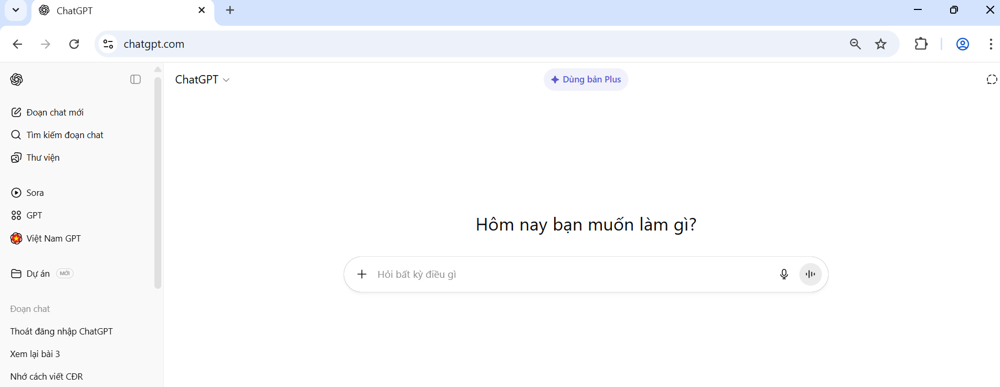 ChatGPT
chatgpt.com
ChatGPT
Dùng bản Plus
Đoạn chat mới
Tìm kiếm đoạn chat
Thư viện
Sora
GPT
Việt Nam GPT
Dự án MỚI
Đoạn chat
Thoát đăng nhập ChatGPT
Xem lại bài 3
Nhớ cách viết CĐR
Hôm nay bạn muốn làm gì?
Hỏi bất kỳ điều gì